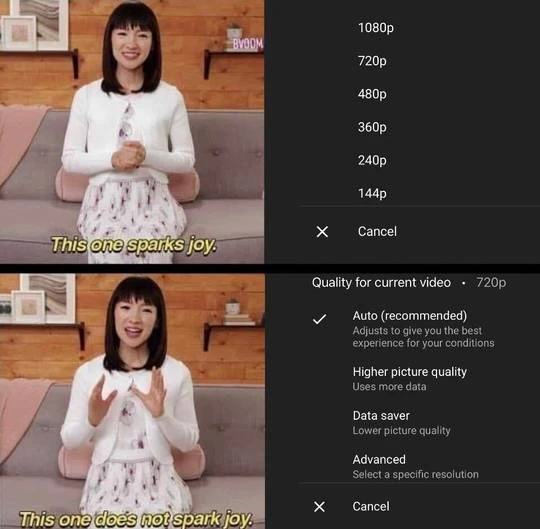 BVOOM
This one sparks joy.
1080p
720p
480p
360p
240p
144p
Cancel
This one does not spark joy.
Quality for current video • 720p
Auto (recommended)
Adjusts to give you the best
experience for your conditions
Higher picture quality
Uses more data
Data saver
Lower picture quality
Advanced
Select a specific resolution
Cancel